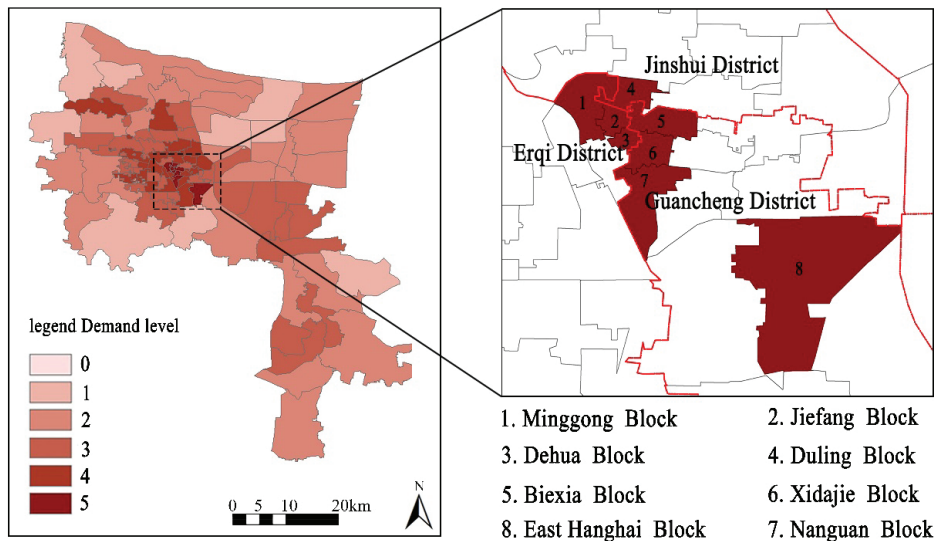 legend Demand level
0
1
2
3
4
5
0 5 10 20km
N
Jinshui District
Erqi District
Guancheng District
1
2
3
4
5
6
7
8
1. Minggong Block 2. Jiefang Block
3. Dehua Block 4. Duling Block
5. Biexia Block 6. Xidajie Block
8. East Hanghai Block 7. Nanguan Block